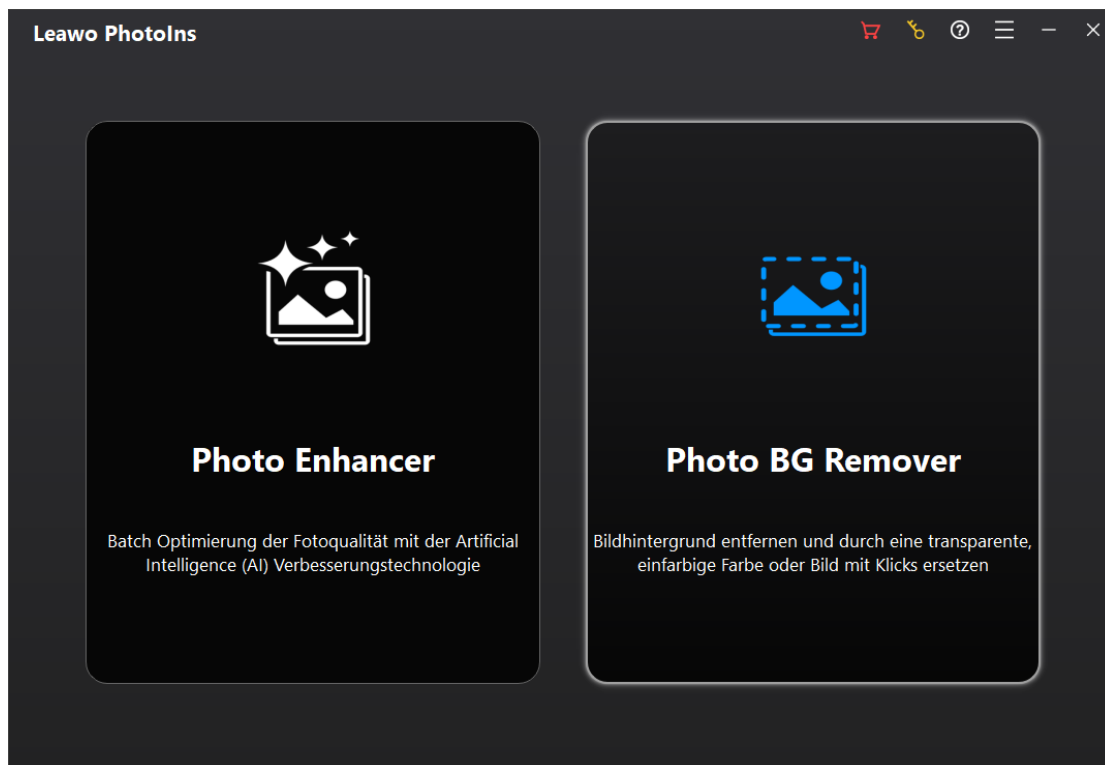 Leawo PhotoIns
Photo Enhancer
Batch Optimierung der Fotoqualität mit der Artificial
Intelligence (AI) Verbesserungstechnologie
Photo BG Remover
Bildhintergrund entfernen und durch eine transparente,
einfarbige Farbe oder Bild mit Klicks ersetzen